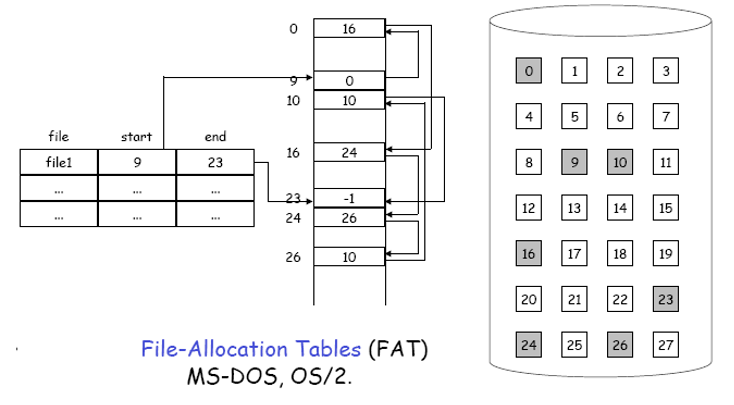 0 16
9 0
10 10
file start end
16 24
file1 9 23
... ... ...
23 -1
... ... ...
24 26
26 10
0 1 2 3
4 5 6 7
8 9 10 11
12 13 14 15
16 17 18 19
20 21 22 23
24 25 26 27
File-Allocation Tables (FAT)
MS-DOS, OS/2.